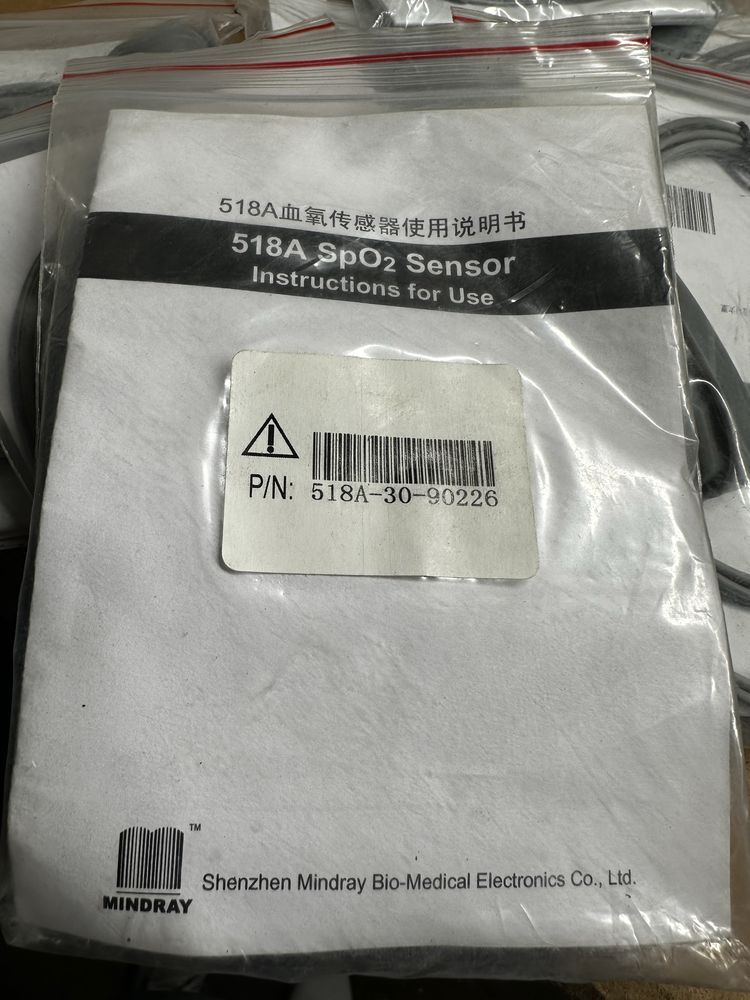 518A血氧传感器使用说明书
518A SpO₂ Sensor
Instructions for Use
P/N: 518A-30-90226
TM
MINDRAY
Shenzhen Mindray Bio-Medical Electronics Co., Ltd.